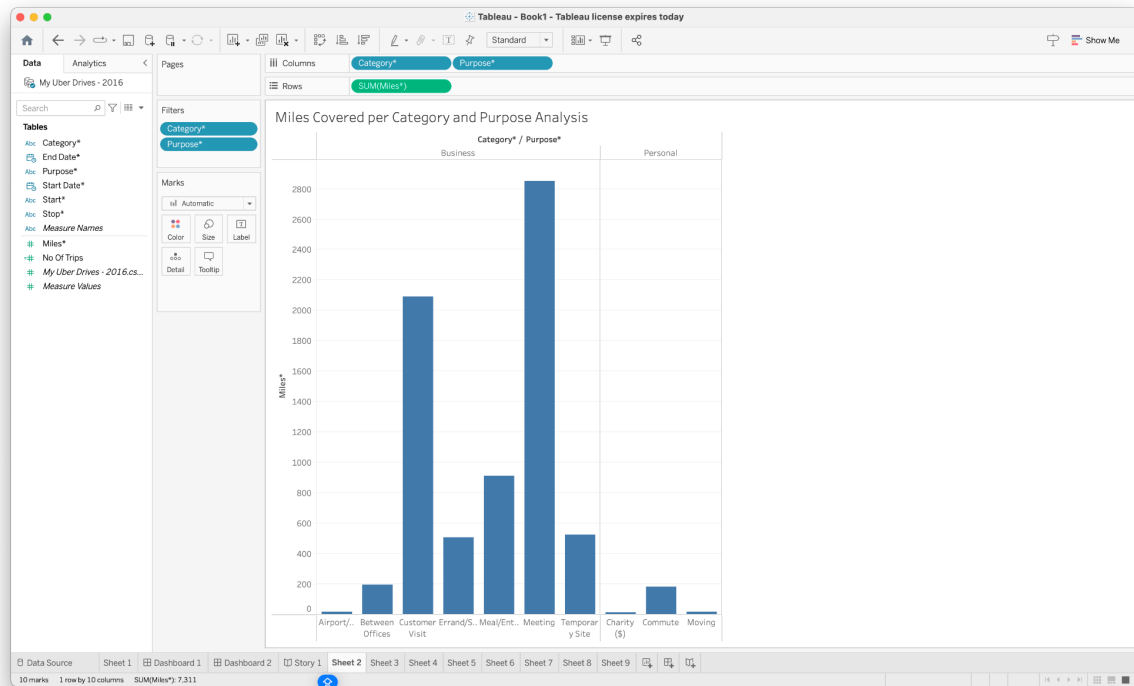 Tableau - Book1 - Tableau license expires today
Standard
Show Me
Data
Analytics
My Uber Drives - 2016
Search
Tables
Abc Category*
End Date*
Abc Purpose*
Start Date*
Abc Start*
Abc Stop*
Abc Measure Names
# Miles*
=# No Of Trips
# My Uber Drives - 2016.cs...
# Measure Values
Pages
Filters
Category*
Purpose*
Marks
Automatic
Color
Size
Label
Detail
Tooltip
Columns
Category*
Purpose*
Rows
SUM(Miles*)
Miles Covered per Category and Purpose Analysis
Category* / Purpose*
Business
Personal
Miles*
2800
2600
2400
2200
2000
1800
1600
1400
1200
1000
800
600
400
200
0
Airport/..
Between
Offices
Customer
Visit
Errand/S..
Meal/Ent..
Meeting
Temporar
y Site
Charity
($)
Commute
Moving
Data Source
Sheet 1
Dashboard 1
Dashboard 2
Story 1
Sheet 2
Sheet 3
Sheet 4
Sheet 5
Sheet 6
Sheet 7
Sheet 8
Sheet 9
10 marks
1 row by 10 columns
SUM(Miles*): 7,311